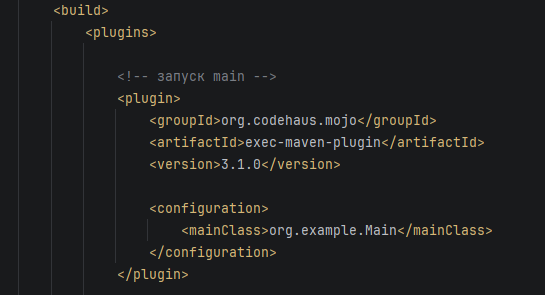 <build>
<plugins>
<!-- запуск main -->
<plugin>
<groupId>org.codehaus.mojo</groupId>
<artifactId>exec-maven-plugin</artifactId>
<version>3.1.0</version>
<configuration>
<mainClass>org.example.Main</mainClass>
</configuration>
</plugin>